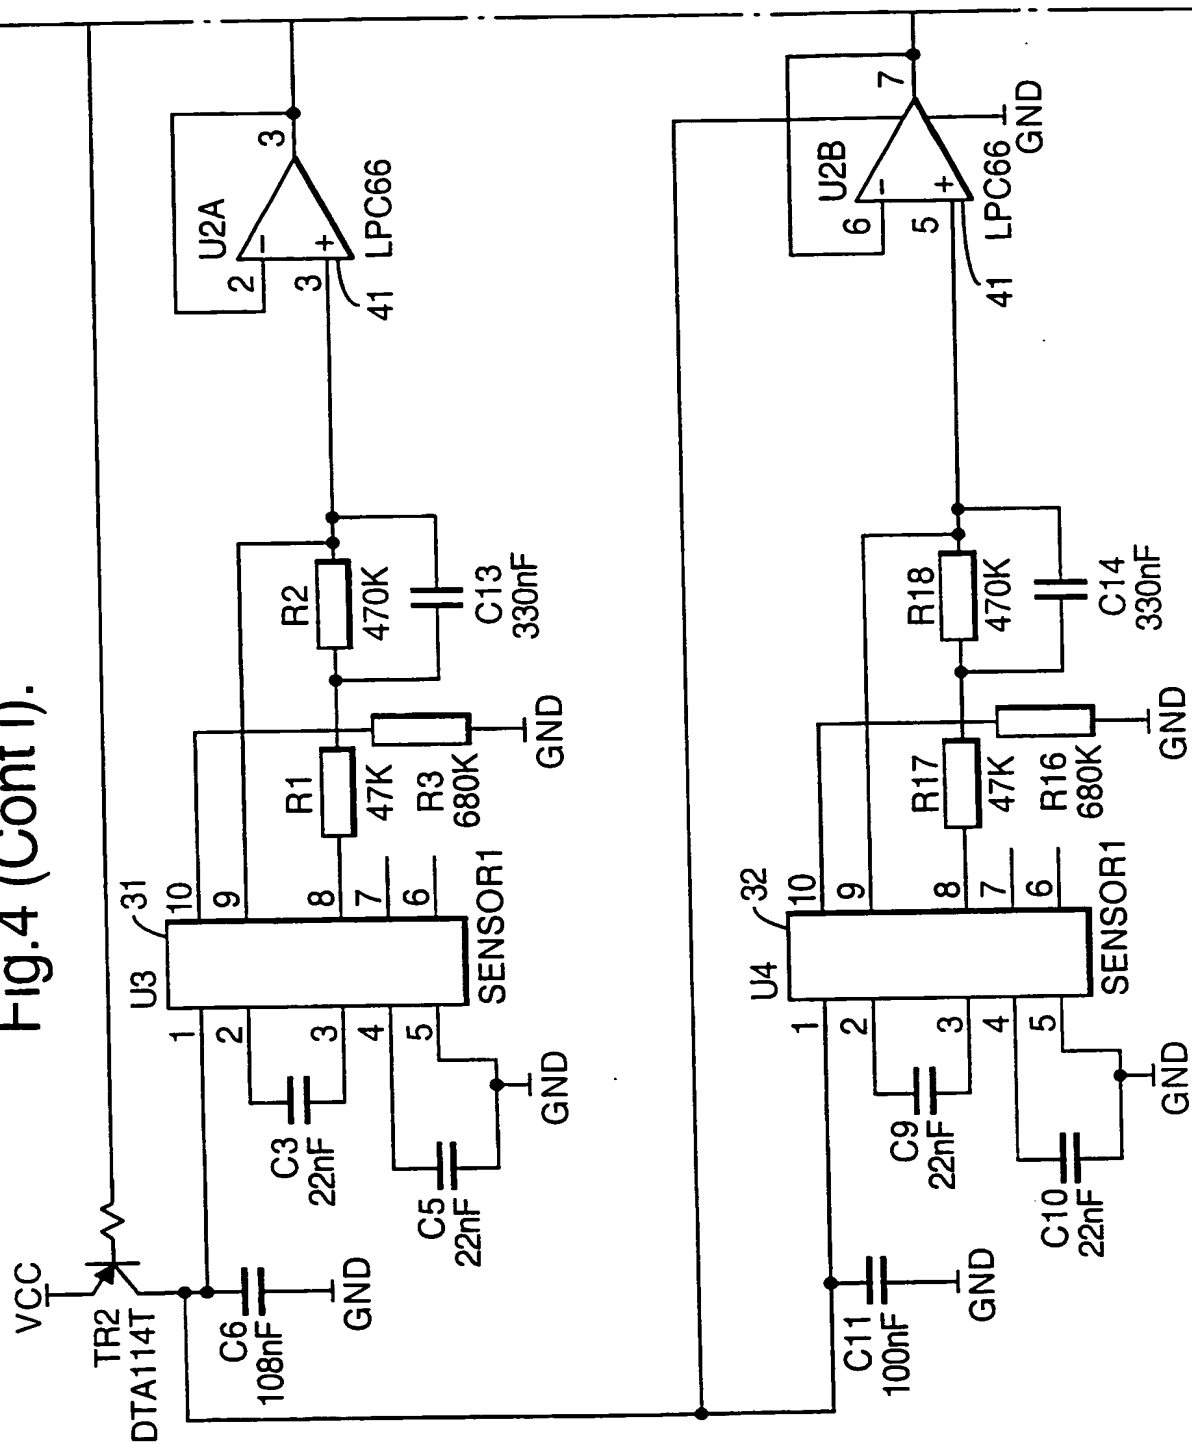 Fig.4 (Cont I).
VCC
TR2
DTA114T
C6
108nF
GND
U3
31
1
2
3
4
5
10
9
8
7
6
SENSOR1
C3
22nF
C5
22nF
GND
R1
47K
R3
680K
GND
R2
470K
C13
330nF
U2A
2
3
3
41
LPC66
C11
100nF
GND
U4
32
1
2
3
4
5
10
9
8
7
6
SENSOR1
C9
22nF
C10
22nF
GND
R17
47K
R16
680K
GND
R18
470K
C14
330nF
U2B
6
5
7
41
LPC66
GND